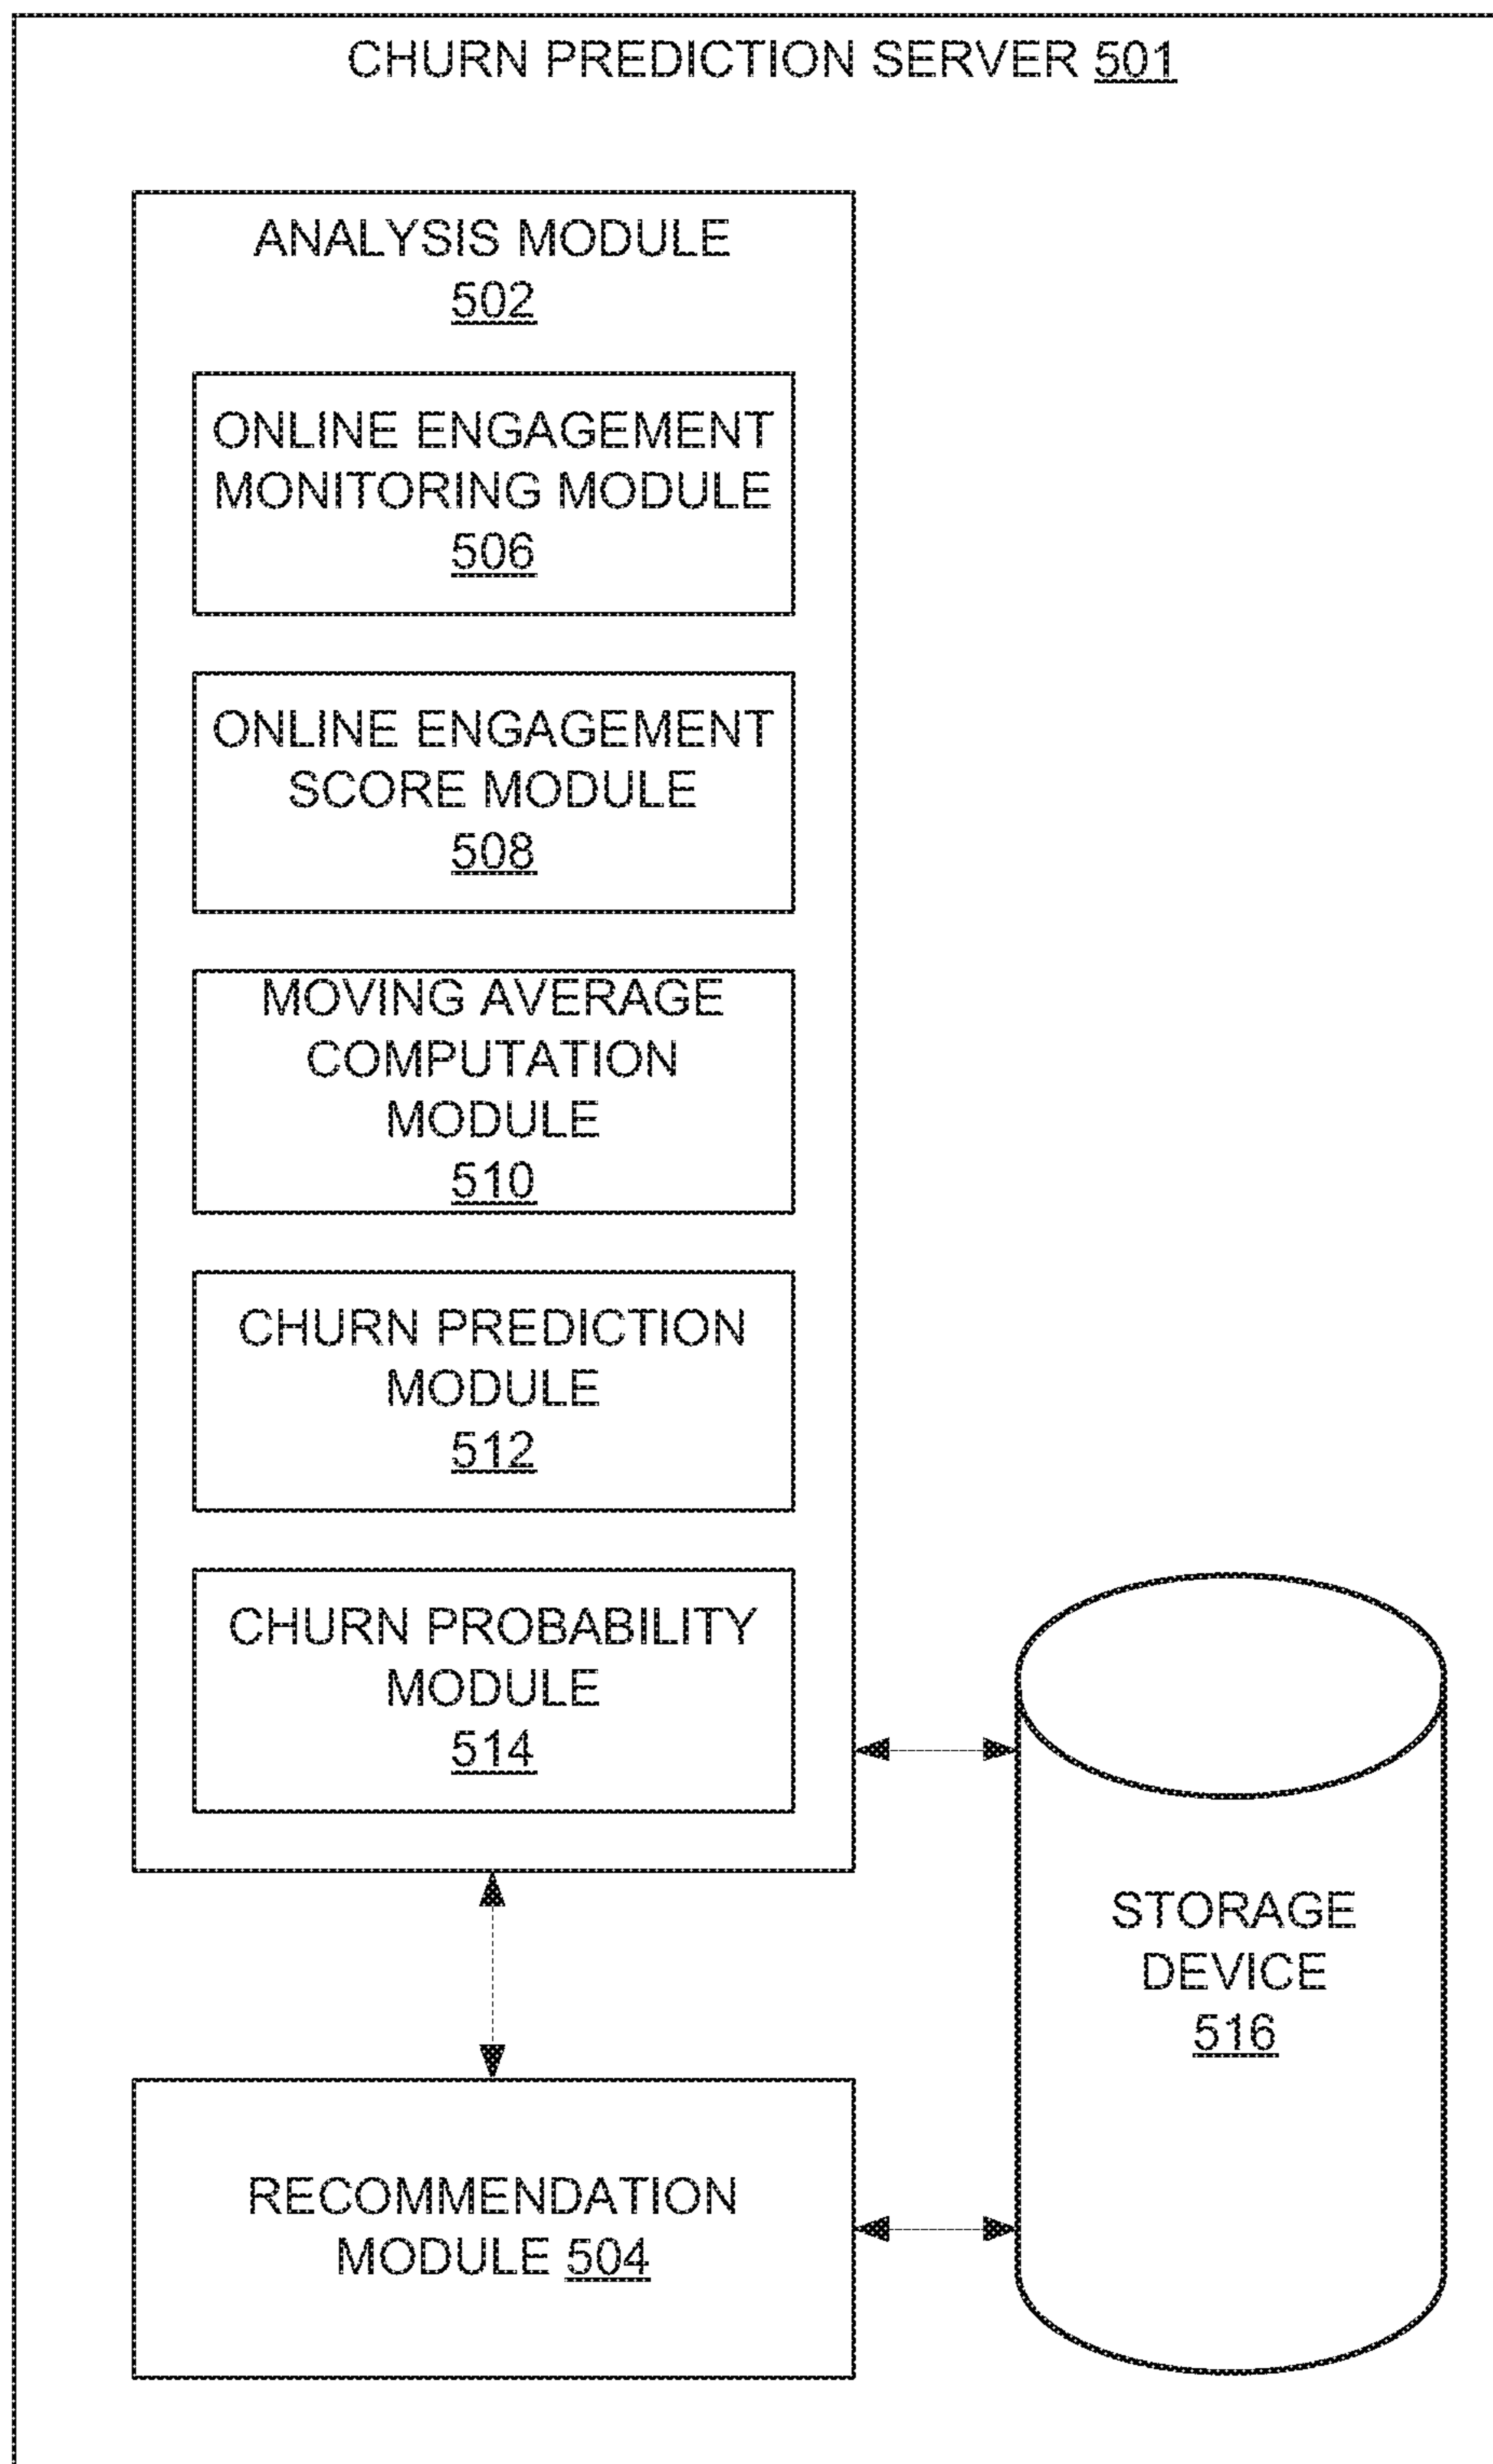 CHURN PREDICTION SERVER 501
ANALYSIS MODULE
502
ONLINE ENGAGEMENT
MONITORING MODULE
506
ONLINE ENGAGEMENT
SCORE MODULE
508
MOVING AVERAGE
COMPUTATION
MODULE
510
CHURN PREDICTION
MODULE
512
CHURN PROBABILITY
MODULE
514
STORAGE
DEVICE
516
RECOMMENDATION
MODULE 504